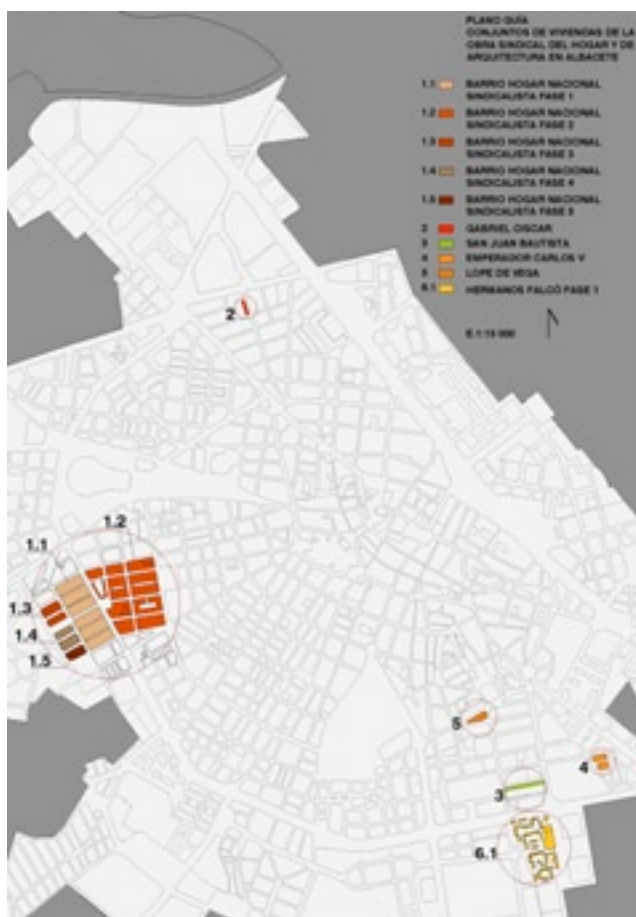 PLANO GUÍA
CONJUNTOS DE VIVIENDAS DE LA
OBRA SINDICAL DEL HOGAR Y DE
ARQUITECTURA EN ALBACETE
1.1 BARRIO HOGAR NACIONAL
SINDICALISTA FASE 1
1.2 BARRIO HOGAR NACIONAL
SINDICALISTA FASE 2
1.3 BARRIO HOGAR NACIONAL
SINDICALISTA FASE 3
1.4 BARRIO HOGAR NACIONAL
SINDICALISTA FASE 4
1.5 BARRIO HOGAR NACIONAL
SINDICALISTA FASE 5
2 GABRIEL CISCAR
3 SAN JUAN BAUTISTA
4 EMPERADOR CARLOS V
5 LOPE DE VEGA
6.1 HERMANOS FALCÓ FASE 1
E.1:15 000
2
1.2
1.1
1.3
1.4
1.5
5
4
3
6.1